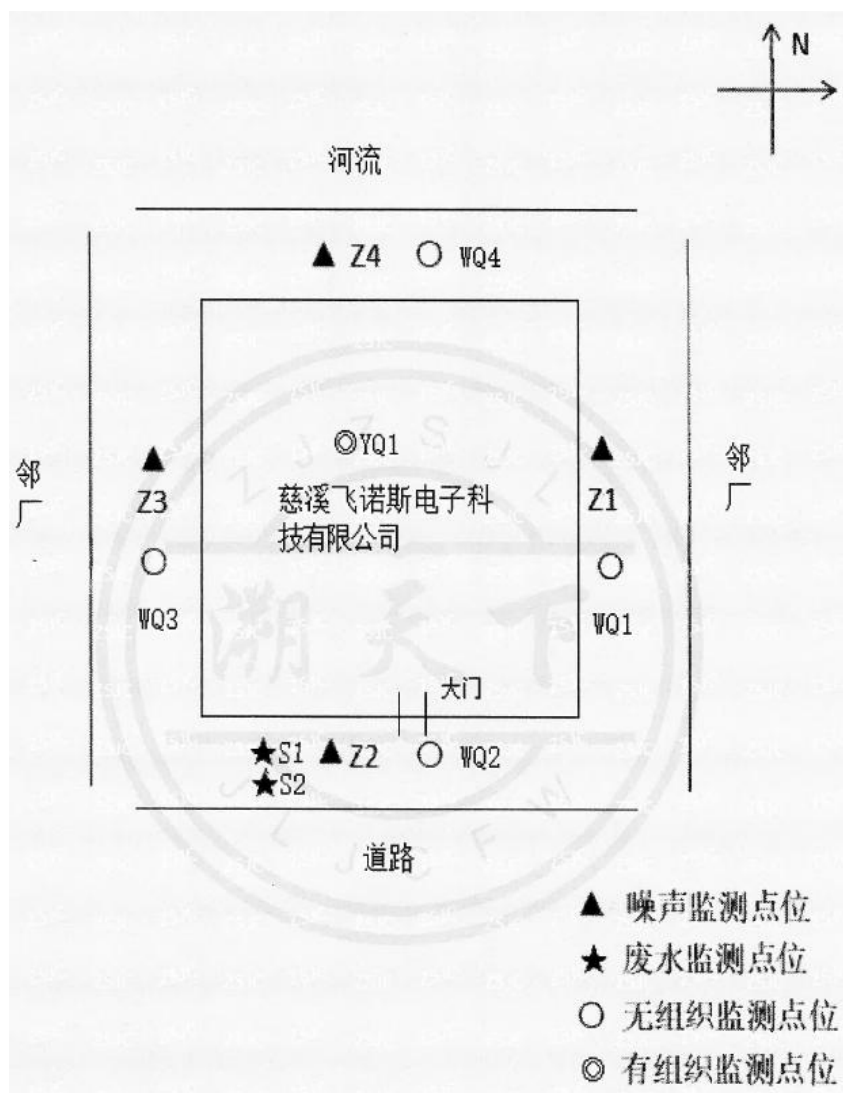 N
河流
Z4
WQ4
YQ1
邻
厂
邻
厂
Z3
慈溪飞诺斯电子科
技有限公司
Z1
WQ3
溯天下
WQ1
大门
S1
Z2
WQ2
S2
道路
噪声监测点位
废水监测点位
无组织监测点位
有组织监测点位